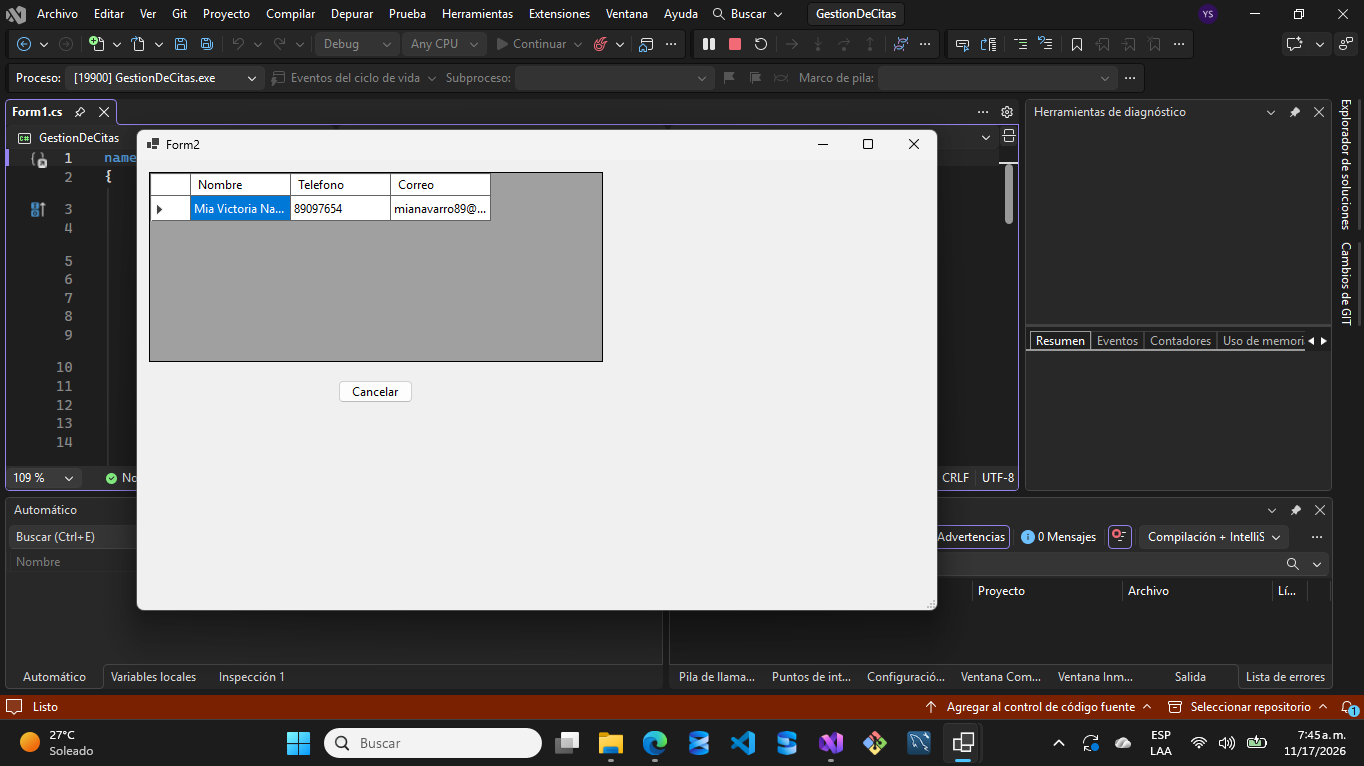 Archivo Editar Ver Git Proyecto Compilar Depurar Prueba Herramientas Extensiones Ventana Ayuda Buscar GestionDeCitas YS
Debug Any CPU Continuar
Proceso: [19900] GestionDeCitas.exe Eventos del ciclo de vida Subproceso: Marco de pila:
Form1.cs
GestionDeCitas
1 name
2 {
3
4
5
6
7
8
9
10
11
12
13
14
109 % No CRLF UTF-8
Form2
Nombre Telefono Correo
Mia Victoria Na... 89097654 mianavarro89@...
Cancelar
Herramientas de diagnóstico
Resumen Eventos Contadores Uso de memori
Explorador de soluciones
Cambios de GIT
Automático
Buscar (Ctrl+E)
Nombre
Advertencias 0 Mensajes Compilación + IntelliS
Proyecto Archivo Lí...
Automático Variables locales Inspección 1
Pila de llama... Puntos de int... Configuració... Ventana Com... Ventana Inm... Salida Lista de errores
Listo Agregar al control de código fuente Seleccionar repositorio 1
27°C
Soleado
Buscar
ESP
LAA
7:45 a. m.
11/17/2026